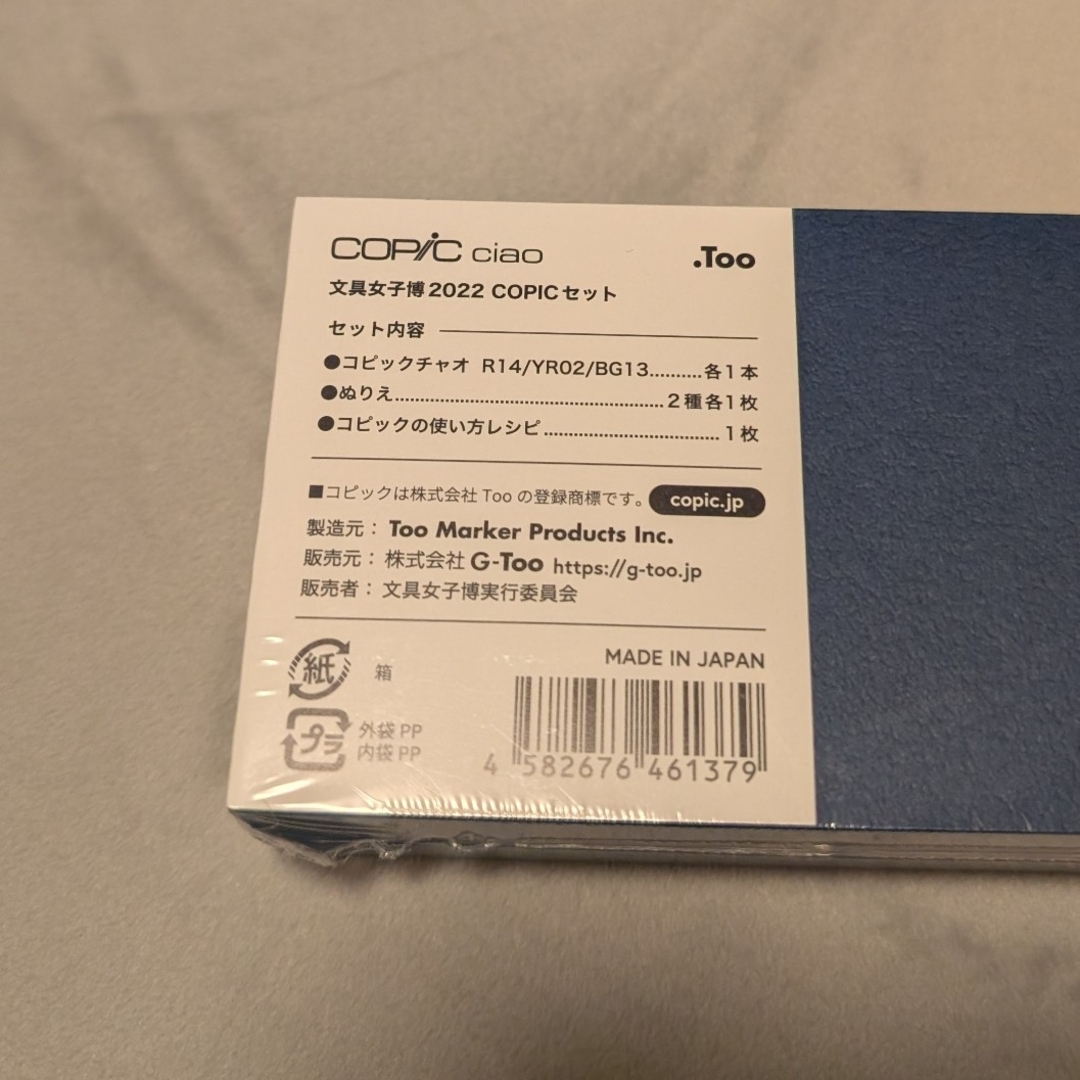 COPiC ciao .Too
文具女子博2022 COPICセット
セット内容
●コピックチャオ R14/YR02/BG13..........各1本
●ぬりえ......................................................2種各1枚
●コピックの使い方レシピ...................................1枚
■コピックは株式会社 Too の登録商標です。 copic.jp
製造元： Too Marker Products Inc.
販売元： 株式会社 G-Too https://g-too.jp
販売者： 文具女子博実行委員会
紙 箱
MADE IN JAPAN
プラ 外袋 PP
内袋 PP
4 582676 461379